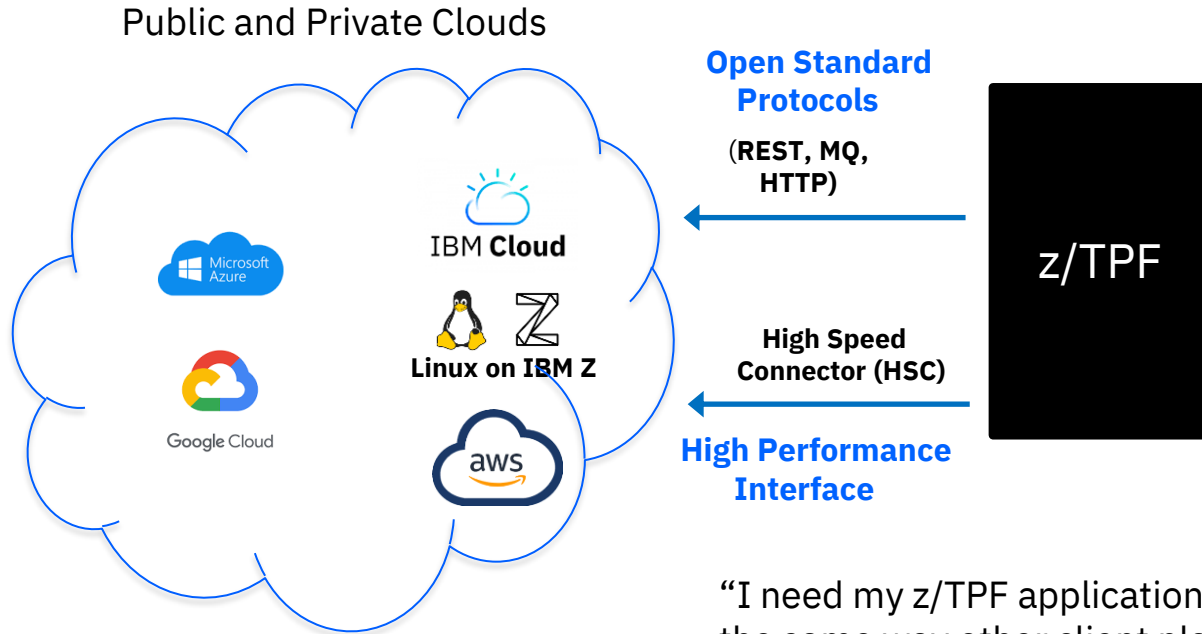 Public and Private Clouds
Open Standard
Protocols
(REST, MQ,
HTTP)
Microsoft
Azure
IBM Cloud
z/TPF
Linux on IBM Z
High Speed
Connector (HSC)
Google Cloud
aws
High Performance
Interface
“I need my z/TPF application